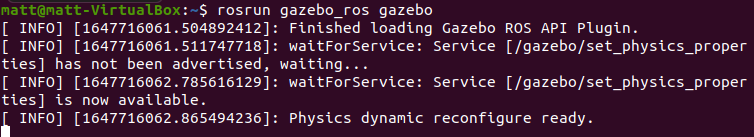 matt@matt-VirtualBox:~$ rosrun gazebo_ros gazebo
[ INFO] [1647716061.504892412]: Finished loading Gazebo ROS API Plugin.
[ INFO] [1647716061.511747718]: waitForService: Service [/gazebo/set_physics_proper
ties] has not been advertised, waiting...
[ INFO] [1647716062.785616129]: waitForService: Service [/gazebo/set_physics_proper
ties] is now available.
[ INFO] [1647716062.865494236]: Physics dynamic reconfigure ready.